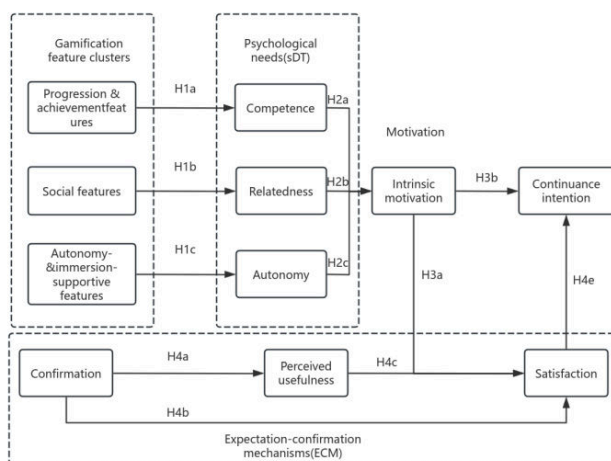 Gamification
feature clusters
Psychological
needs(sDT)
Progression &
achievementfeat
ures
H1a
Competence
H2a
Motivation
Social features
H1b
Relatedness
H2b
Intrinsic
motivation
H3b
Continuance
intention
Autonomy-
&immersion-
supportive
features
H1c
Autonomy
H2c
H3a
H4e
Confirmation
H4a
Perceived
usefulness
H4c
Satisfaction
H4b
Expectation-confirmation
mechanisms(ECM)